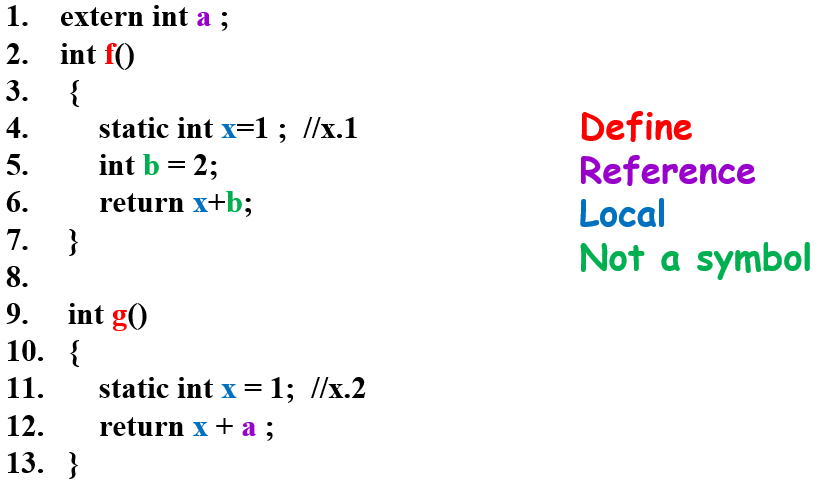 1. extern int a ;
2. int f()
3. {
4. static int x=1 ; //x.1
5. int b = 2;
6. return x+b;
7. }
8.
9. int g()
10. {
11. static int x = 1; //x.2
12. return x + a ;
13. }
Define
Reference
Local
Not a symbol